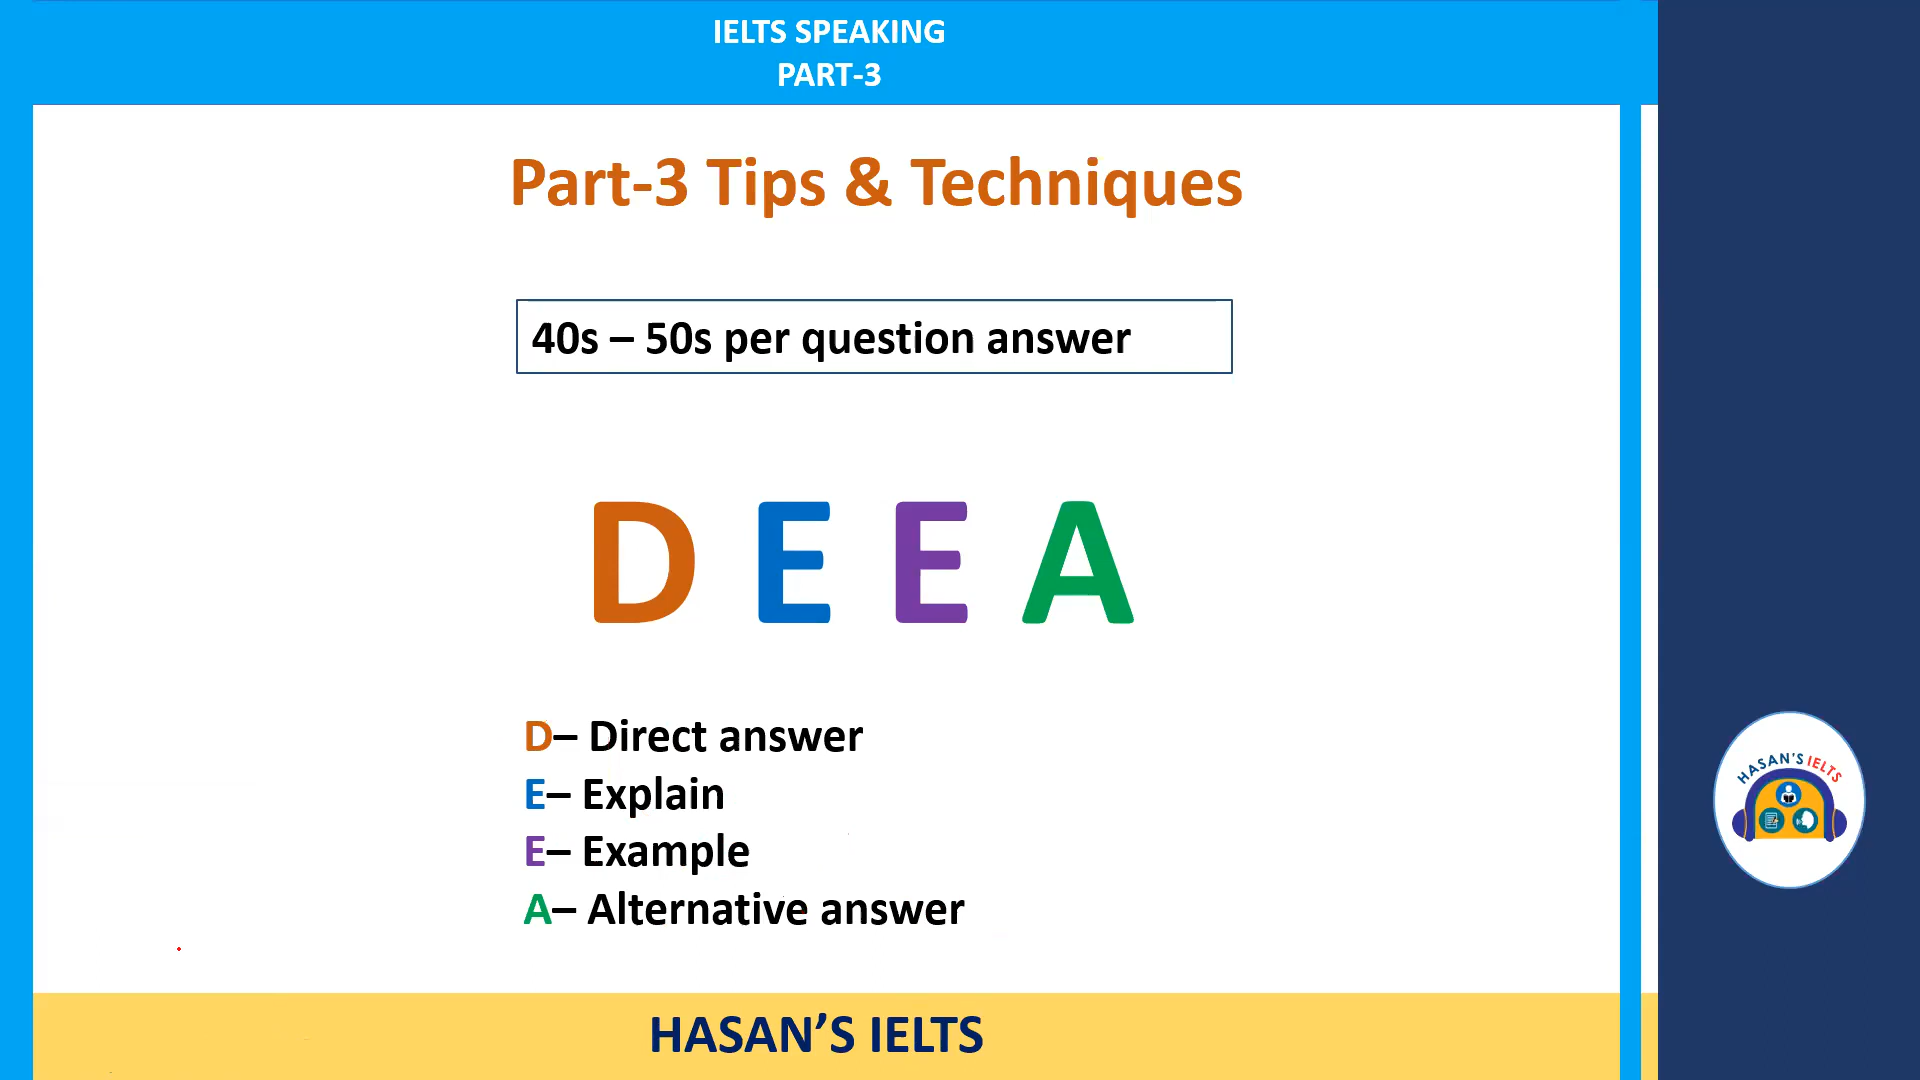 IELTS SPEAKING
PART-3
Part-3 Tips & Techniques
40s – 50s per question answer
D E E A
D– Direct answer
E– Explain
E– Example
A– Alternative answer
HASAN'S IELTS
HASAN’S IELTS